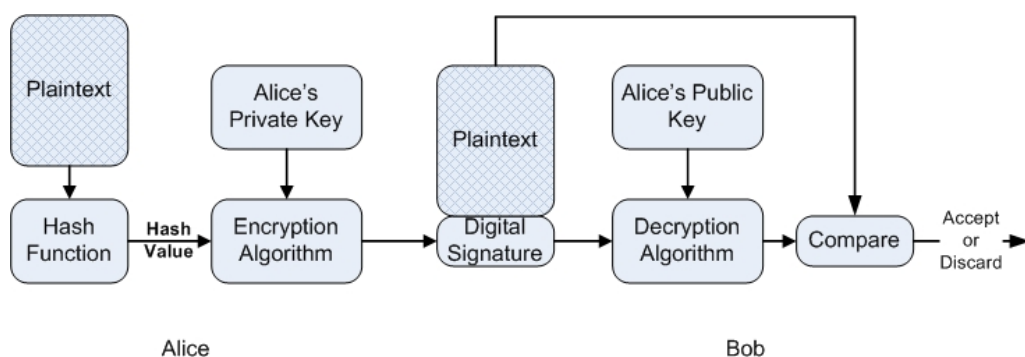 Plaintext
Alice's
Private Key
Plaintext
Alice's Public
Key
Hash
Function
Hash
Value
Encryption
Algorithm
Digital
Signature
Decryption
Algorithm
Compare
Accept
or
Discard
Alice
Bob